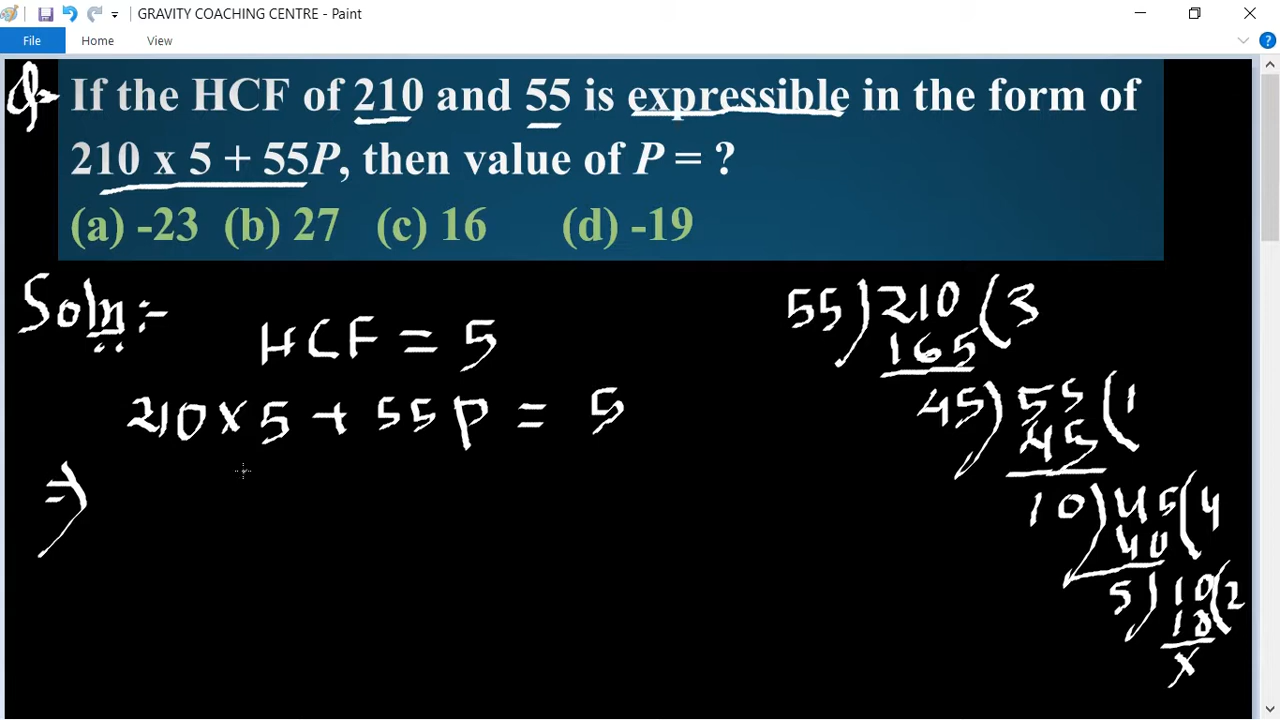 GRAVITY COACHING CENTRE - Paint
File Home View
Q- If the HCF of 210 and 55 is expressible in the form of
210 x 5 + 55P, then value of P = ?
(a) -23 (b) 27 (c) 16 (d) -19
Soln:-
HCF = 5
210 x 5 + 55P = 5
⇒
55)210(3
165
45)55(1
45
10)45(4
40
5)10(2
10
x